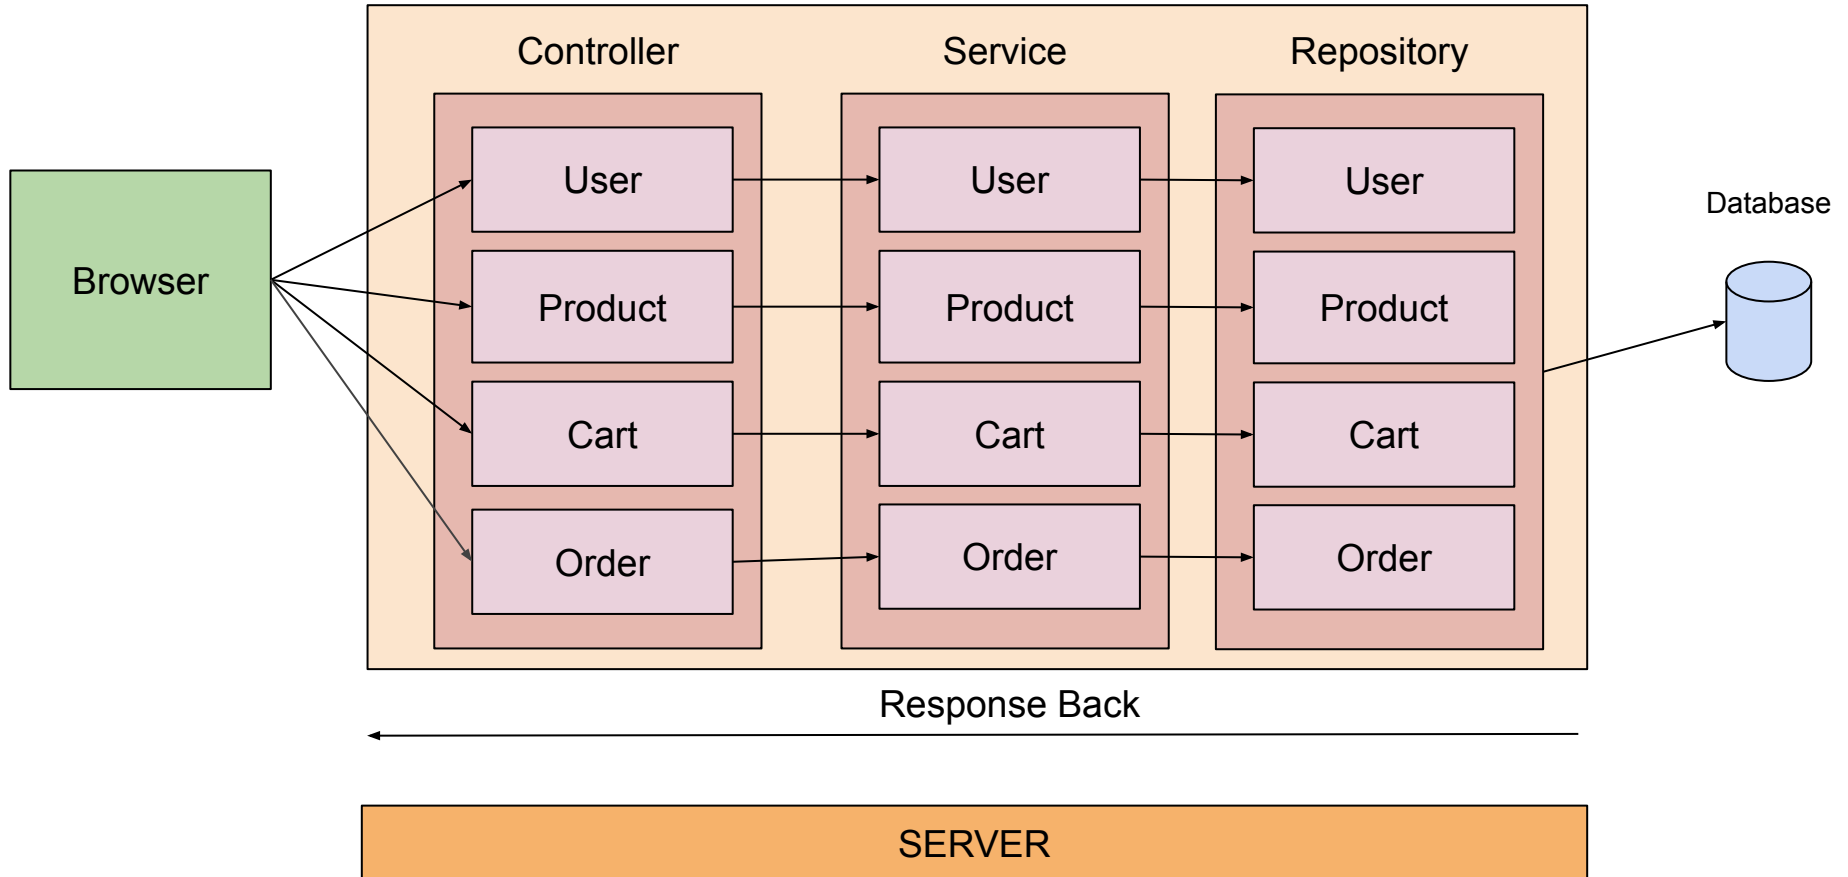 Controller
Service
Repository
User
User
User
Database
Browser
Product
Product
Product
Cart
Cart
Cart
Order
Order
Order
Response Back
SERVER